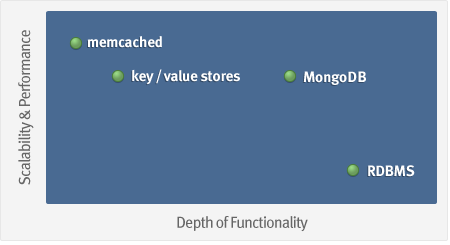 Scalability & Performance
memcached
key / value stores
MongoDB
RDBMS
Depth of Functionality